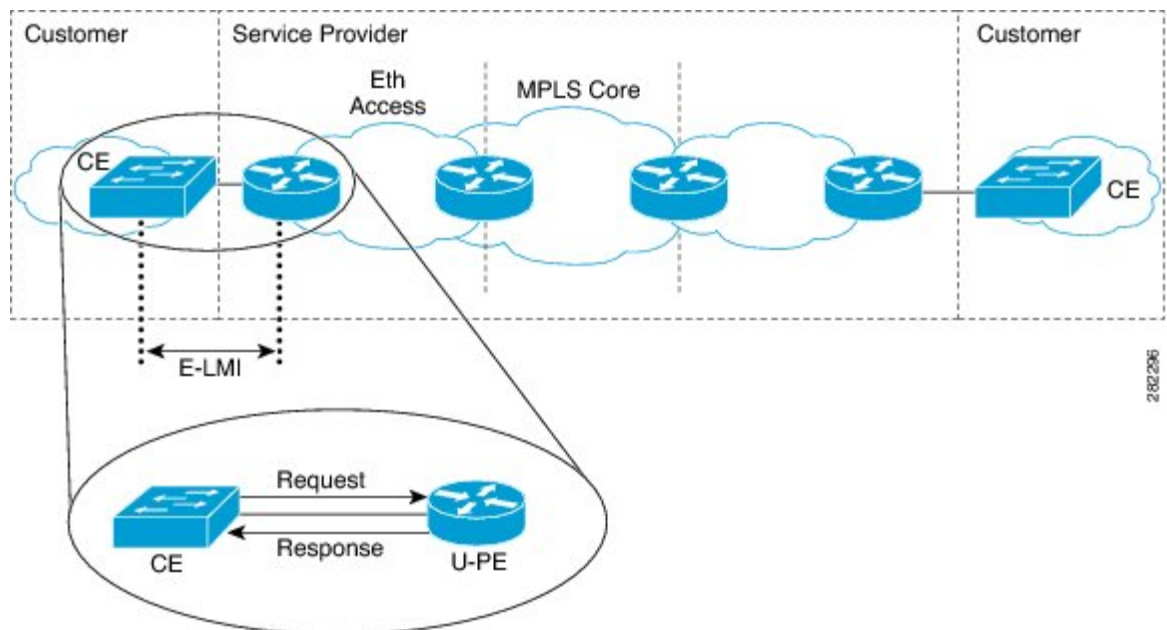 Customer
Service Provider
Customer
Eth
Access
MPLS Core
CE
CE
E-LMI
282296
Request
Response
CE
U-PE